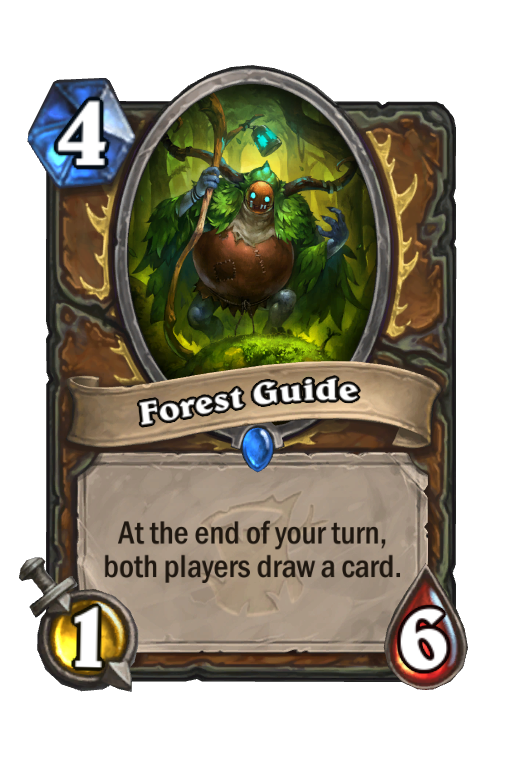 4
Forest Guide
At the end of your turn,
both players draw a card.
1
6